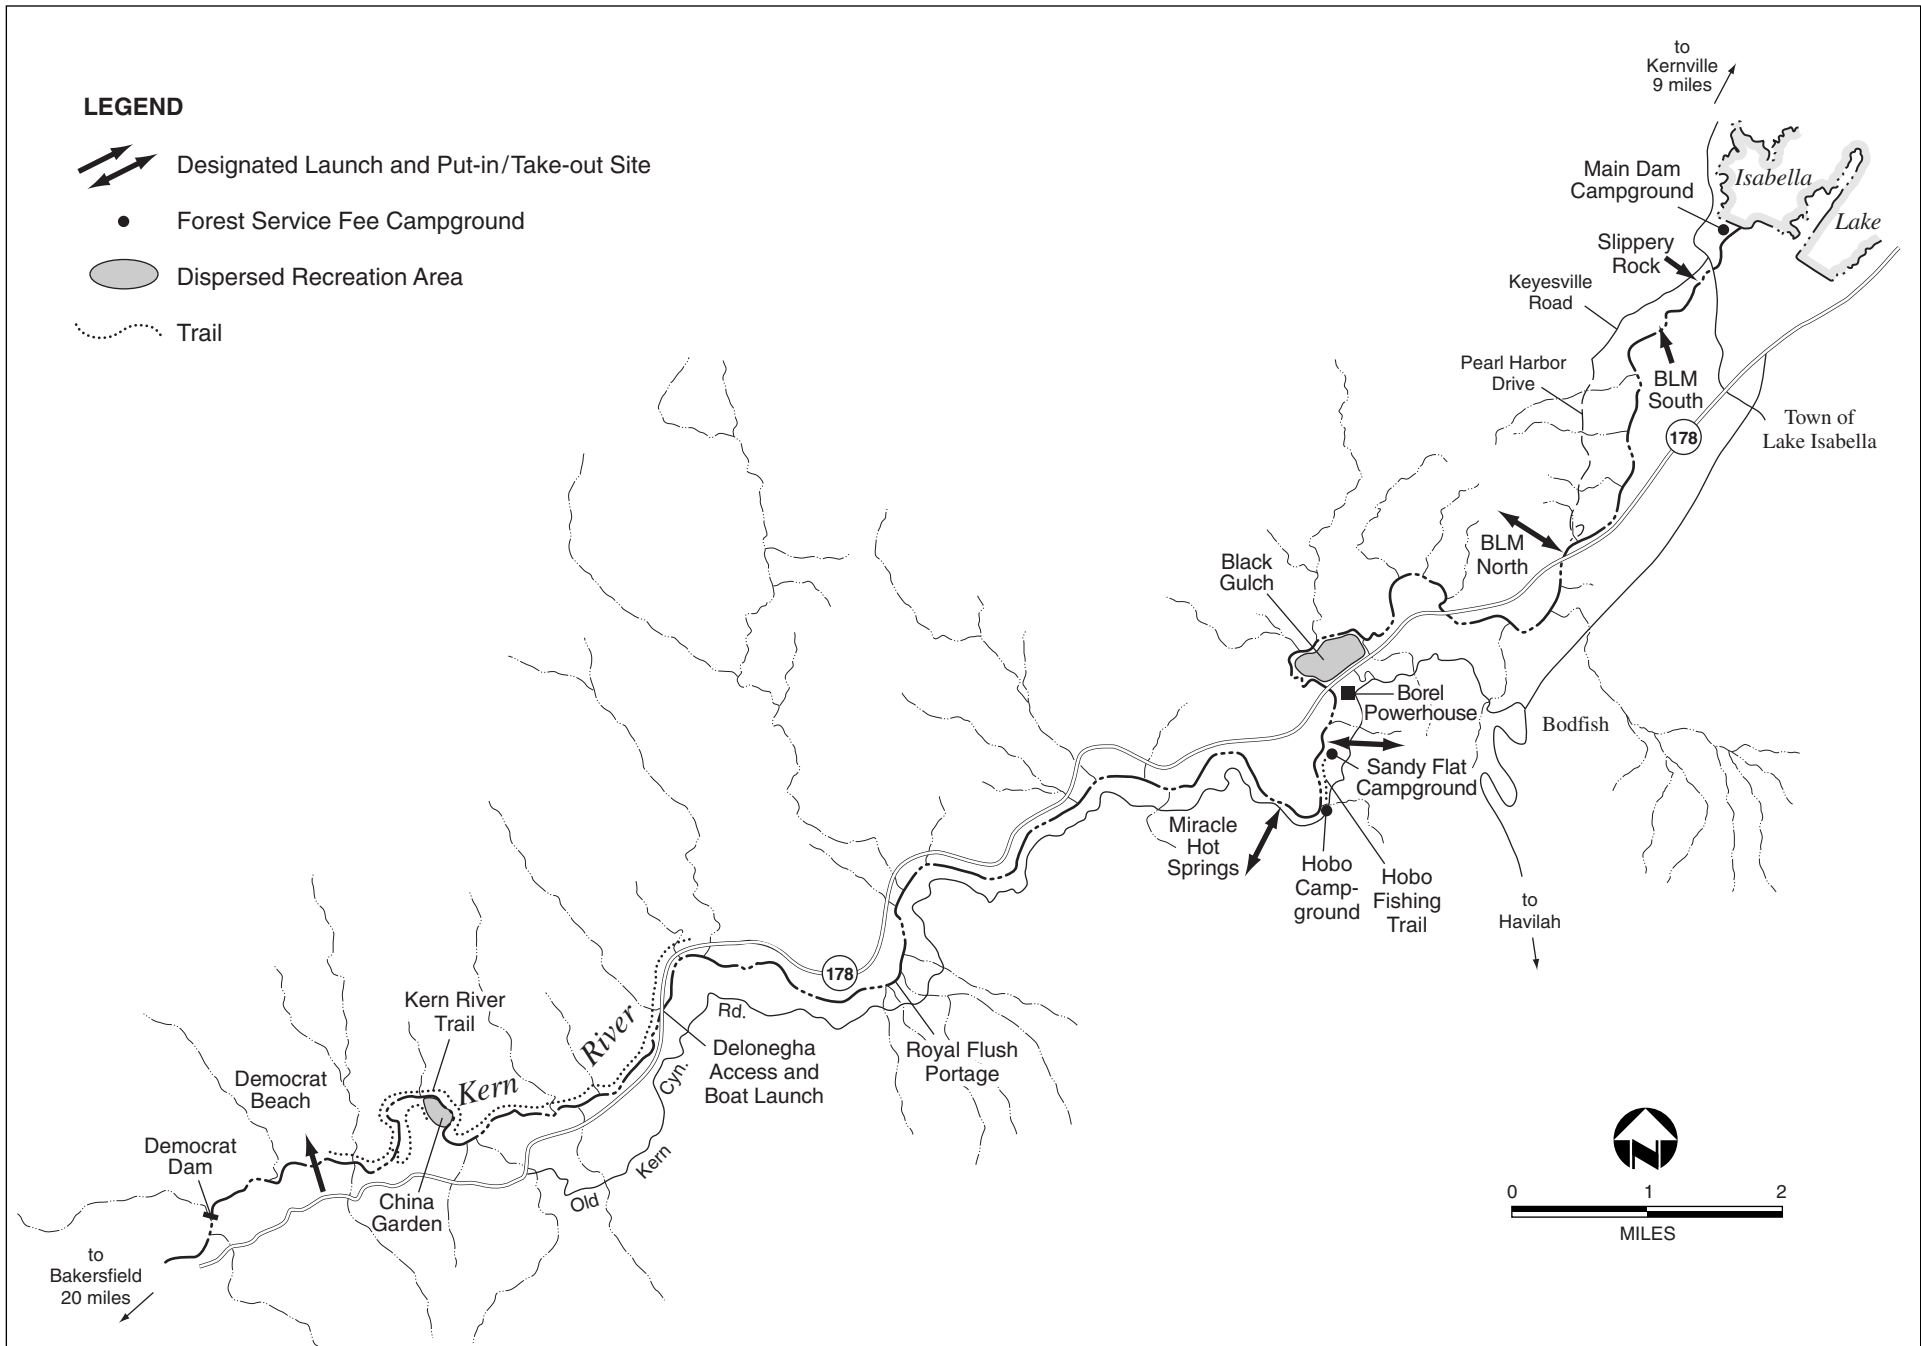 LEGEND
Designated Launch and Put-in/Take-out Site
Forest Service Fee Campground
Dispersed Recreation Area
Trail
to
Kernville
9 miles
Main Dam
Campground
Isabella
Lake
Slippery
Rock
Keyesville
Road
Pearl Harbor
Drive
BLM
South
178
Town of
Lake Isabella
BLM
North
Black
Gulch
Borel
Powerhouse
Bodfish
Sandy Flat
Campground
Miracle
Hot
Springs
Hobo
Camp-
ground
Hobo
Fishing
Trail
to
Havilah
178
Kern River
Trail
River
Kern
Rd.
Cyn.
Kern
Old
Delonegha
Access and
Boat Launch
Royal Flush
Portage
Democrat
Beach
Democrat
Dam
China
Garden
to
Bakersfield
20 miles
N
0 1 2
MILES